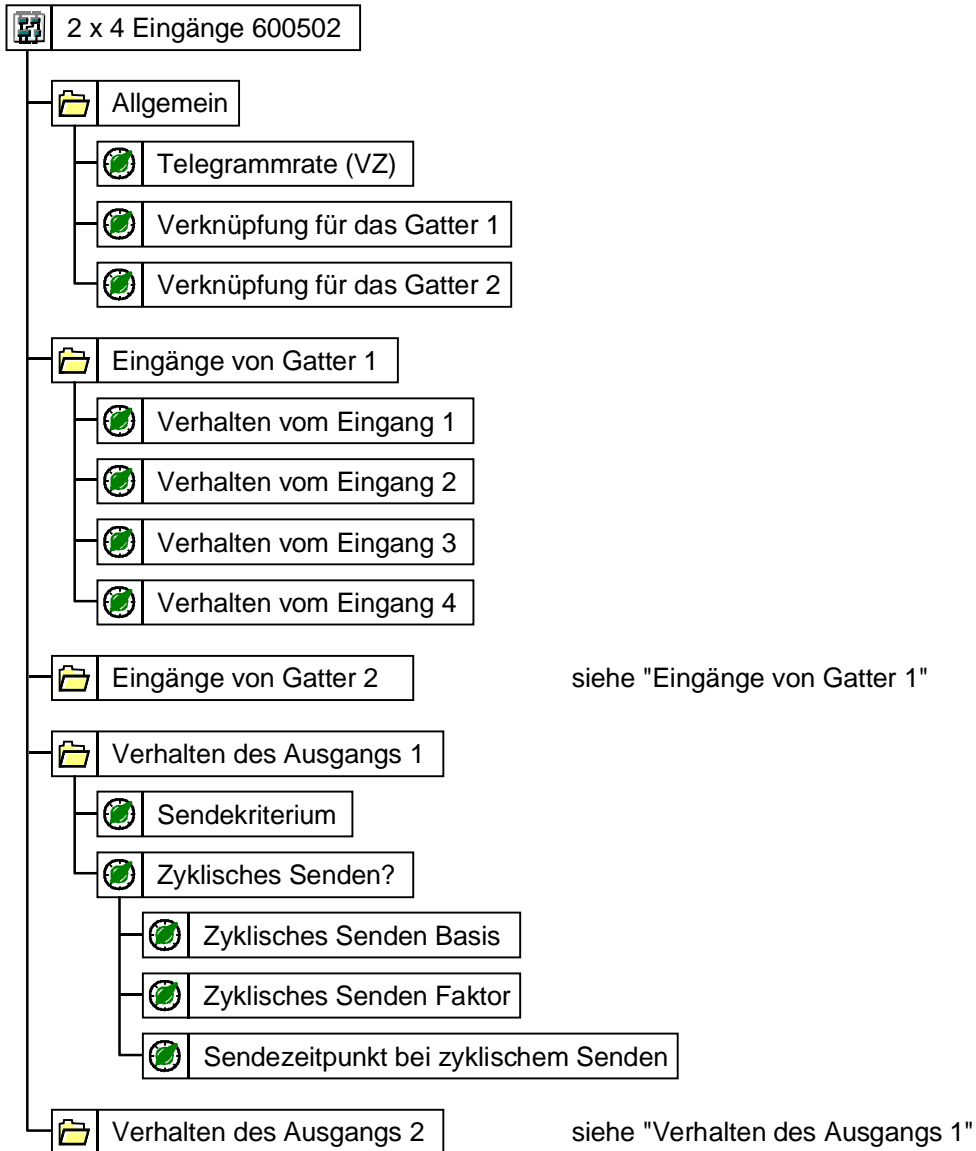 2 x 4 Eingänge 600502
Allgemein
Telegrammrate (VZ)
Verknüpfung für das Gatter 1
Verknüpfung für das Gatter 2
Eingänge von Gatter 1
Verhalten vom Eingang 1
Verhalten vom Eingang 2
Verhalten vom Eingang 3
Verhalten vom Eingang 4
Eingänge von Gatter 2 siehe "Eingänge von Gatter 1"
Verhalten des Ausgangs 1
Sendekriterium
Zyklisches Senden?
Zyklisches Senden Basis
Zyklisches Senden Faktor
Sendezeitpunkt bei zyklischem Senden
Verhalten des Ausgangs 2 siehe "Verhalten des Ausgangs 1"